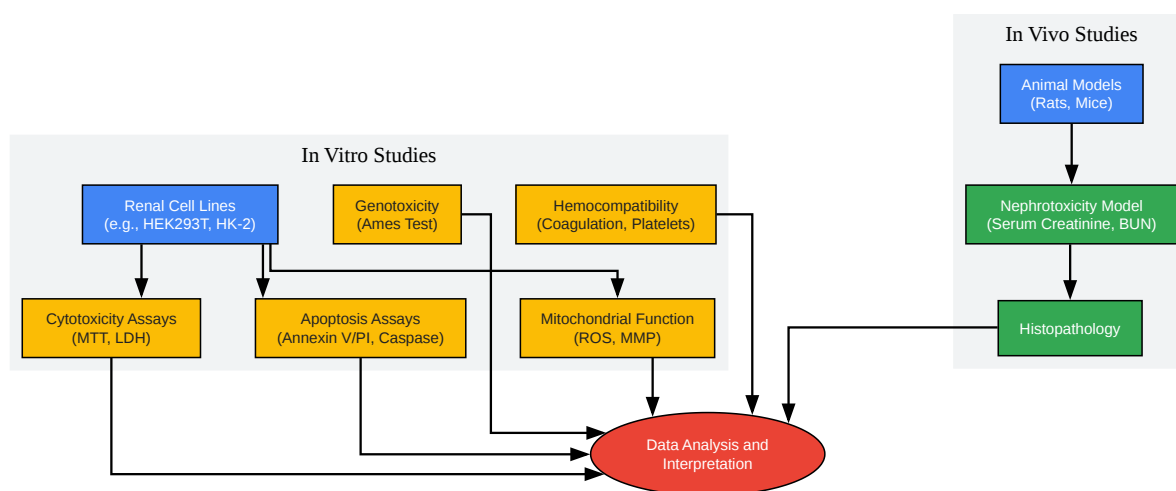 In Vivo Studies
Animal Models
(Rats, Mice)
In Vitro Studies
Renal Cell Lines
(e.g., HEK293T, HK-2)
Genotoxicity
(Ames Test)
Hemocompatibility
(Coagulation, Platelets)
Nephrotoxicity Model
(Serum Creatinine, BUN)
Cytotoxicity Assays
(MTT, LDH)
Apoptosis Assays
(Annexin V/PI, Caspase)
Mitochondrial Function
(ROS, MMP)
Histopathology
Data Analysis and
Interpretation